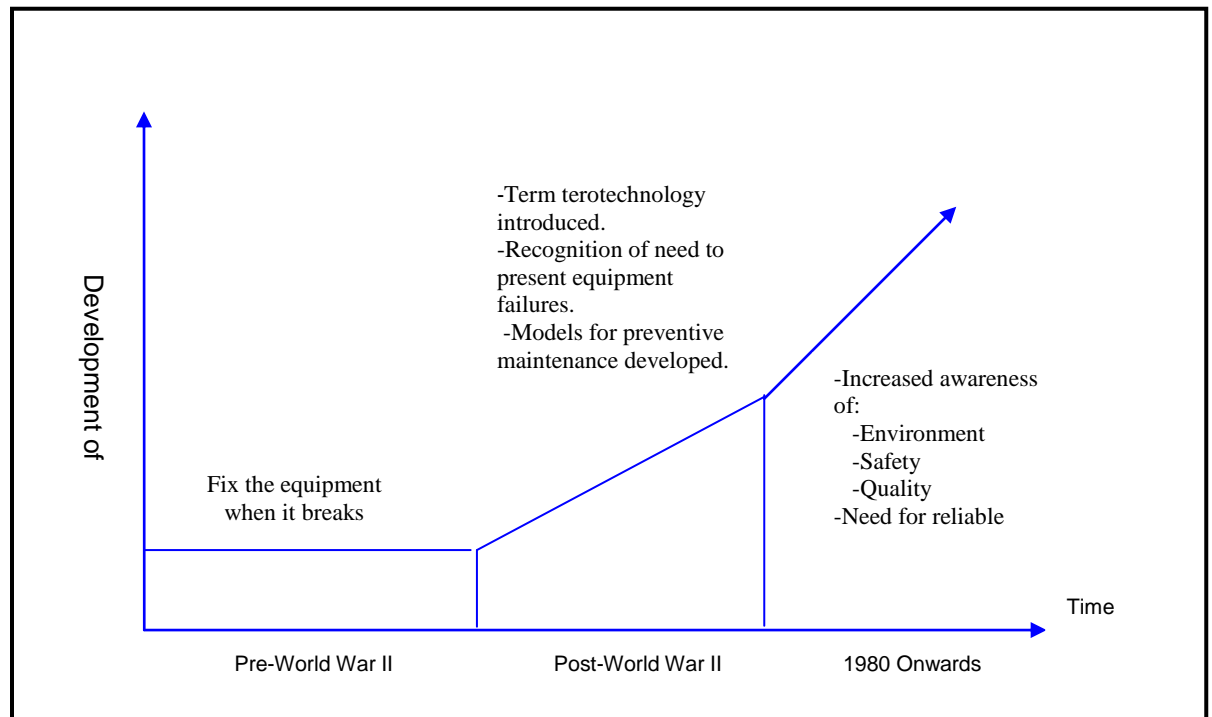 -Term terotechnology
introduced.
-Recognition of need to
present equipment
failures.
-Models for preventive
maintenance developed.
Development of
-Increased awareness
of:
-Environment
-Safety
-Quality
-Need for reliable
Fix the equipment
when it breaks
Time
Pre-World War II
Post-World War II
1980 Onwards